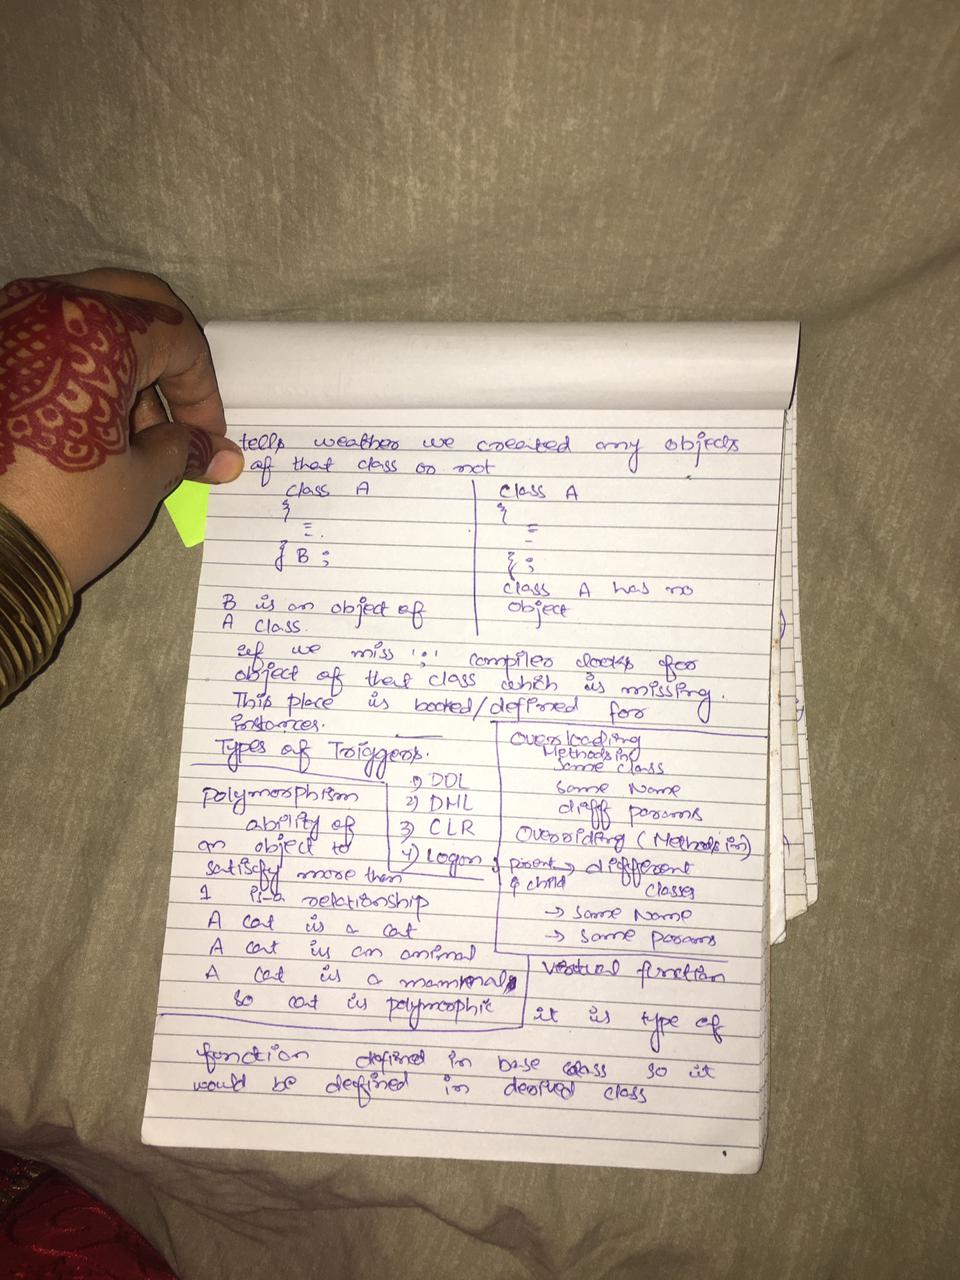 tells weather we created any objects
of that class or not
class A
{
=.
} B ;
B is an object of
A class.
class A
{
=
-
} ;
class A has no
object
if we miss ';' compiler looks for
object of that class which is missing.
This place is booked/defined for
instances.
Types of Triggers.
1) DDL
2) DML
3) CLR
4) Logon
polymorphism
ability of
an object to
satisfy more than
1 is-a relationship
A cat is a cat
A cat is an animal
A cat is a mammal
so cat is polymorphic
Overloading
Methods in
same class
same Name
diff params
Overriding (Methods in)
parent → different
& child classes
→ same Name
→ same params
Vertual function
it is type of
function defined in base class so it
would be defined in derived class